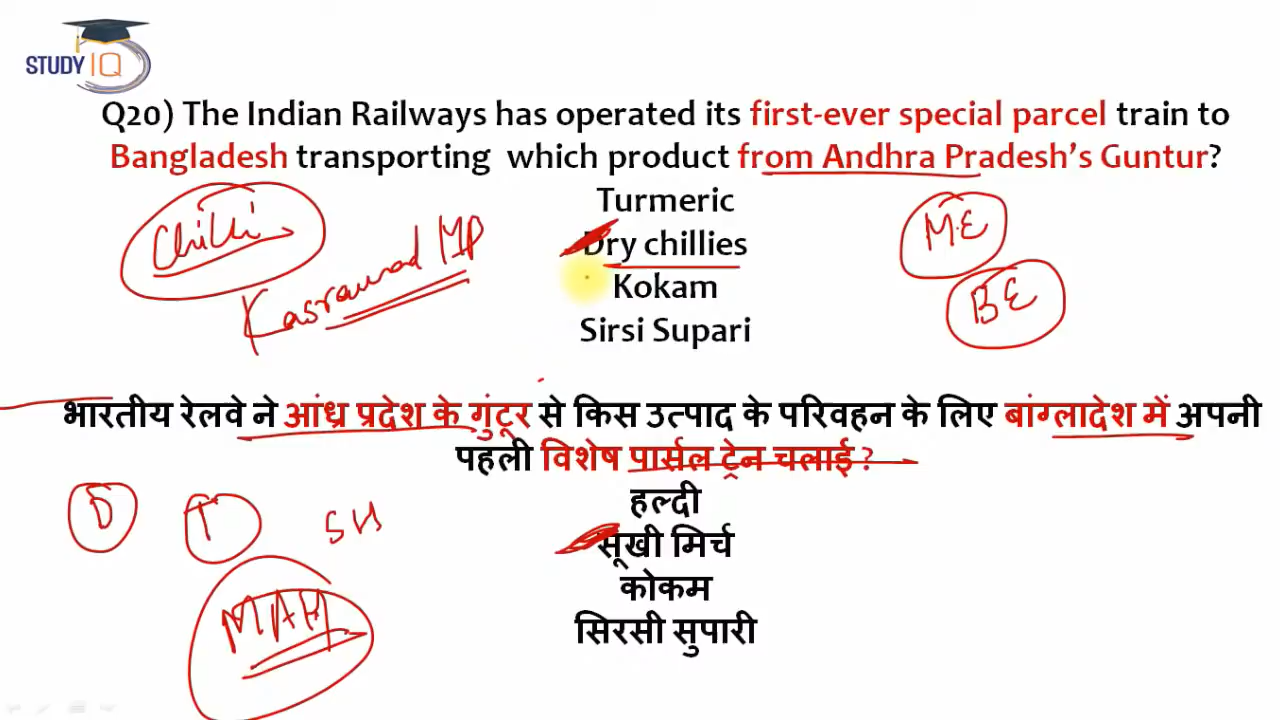 STUDY IQ
Q20) The Indian Railways has operated its first-ever special parcel train to
Bangladesh transporting which product from Andhra Pradesh's Guntur?
Turmeric
Dry chillies
Kokam
Sirsi Supari
Chilli
Kasrawad MP
M.E
BE
भारतीय रेलवे ने आंध्र प्रदेश के गुंटूर से किस उत्पाद के परिवहन के लिए बांग्लादेश में अपनी
पहली विशेष पार्सल ट्रेन चलाई ?
हल्दी
सूखी मिर्च
कोकम
सिरसी सुपारी
D T SH
MAH